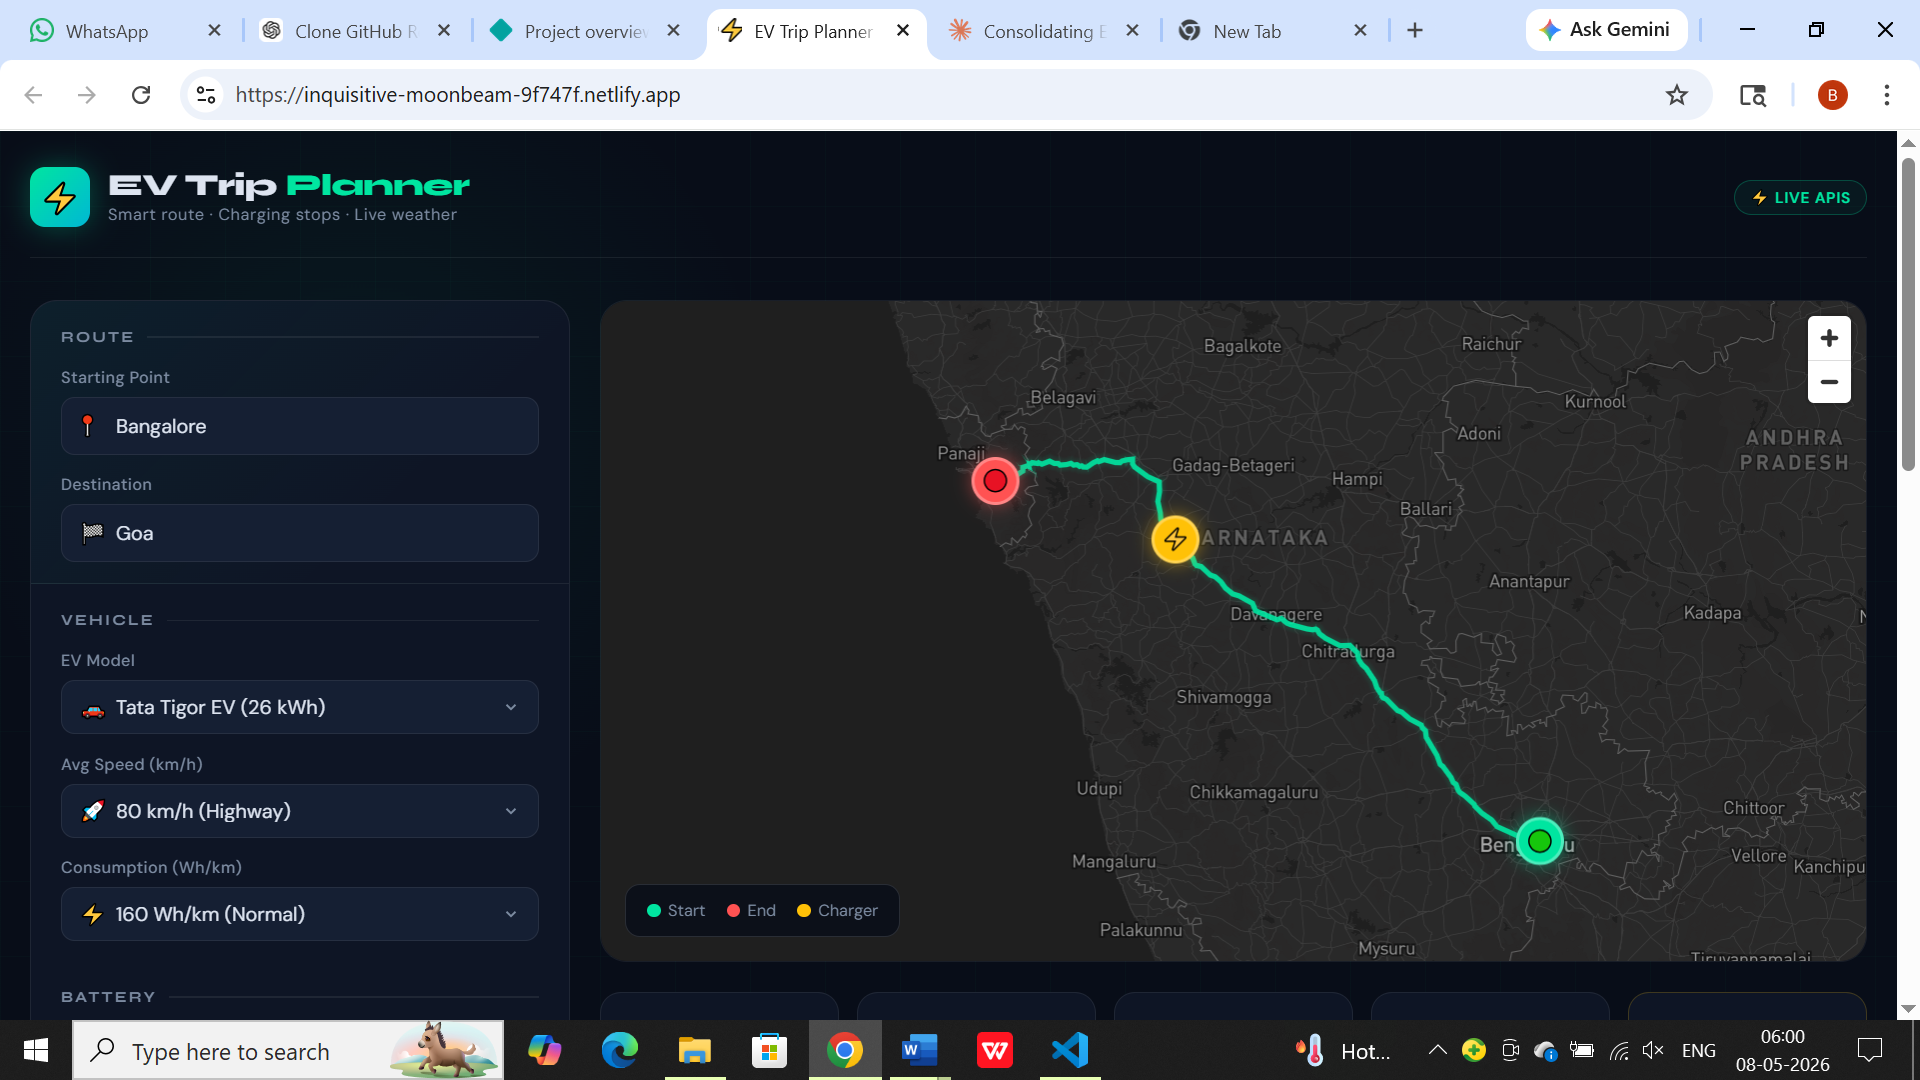 WhatsApp
Clone GitHub R
Project overview
EV Trip Planner
Consolidating E
New Tab
Ask Gemini
https://inquisitive-moonbeam-9f747f.netlify.app
B
EV Trip Planner
Smart route · Charging stops · Live weather
LIVE APIS
ROUTE
Starting Point
Bangalore
Destination
Goa
VEHICLE
EV Model
Tata Tigor EV (26 kWh)
Avg Speed (km/h)
80 km/h (Highway)
Consumption (Wh/km)
160 Wh/km (Normal)
BATTERY
Bagalkote
Raichur
Belagavi
Kurnool
Adoni
ANDHRA
PRADESH
Panaji
Gadag-Betageri
Hampi
Ballari
ARNATAKA
Anantapur
Davanagere
Kadapa
Chitradurga
Shivamogga
Udupi
Chikkamagaluru
Chittoor
Beng u
Mangaluru
Vellore
Kanchipu
Start
End
Charger
Palakunnu
Mysuru
Tiruvannamalai
Type here to search
Hot...
ENG
06:00
08-05-2026